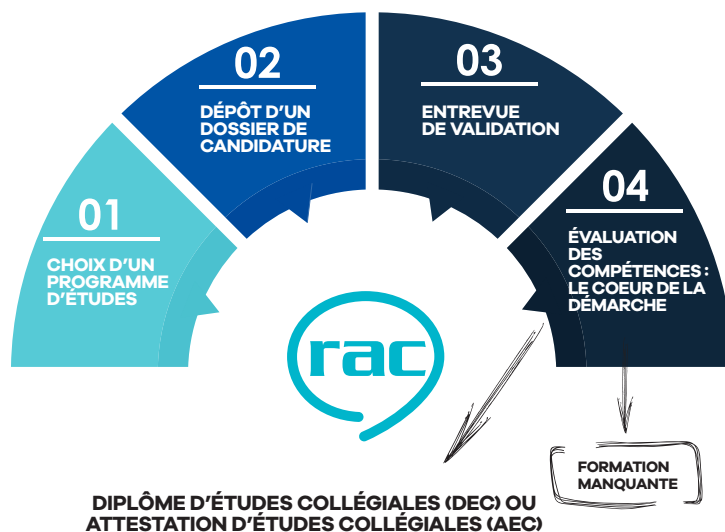 01
CHOIX D'UN
PROGRAMME
D'ÉTUDES
02
DÉPÔT D'UN
DOSSIER DE
CANDIDATURE
03
ENTREVUE
DE VALIDATION
04
ÉVALUATION
DES
COMPÉTENCES :
LE COEUR DE LA
DÉMARCHE
rac
FORMATION
MANQUANTE
DIPLÔME D'ÉTUDES COLLÉGIALES (DEC) OU
ATTESTATION D'ÉTUDES COLLÉGIALES (AEC)